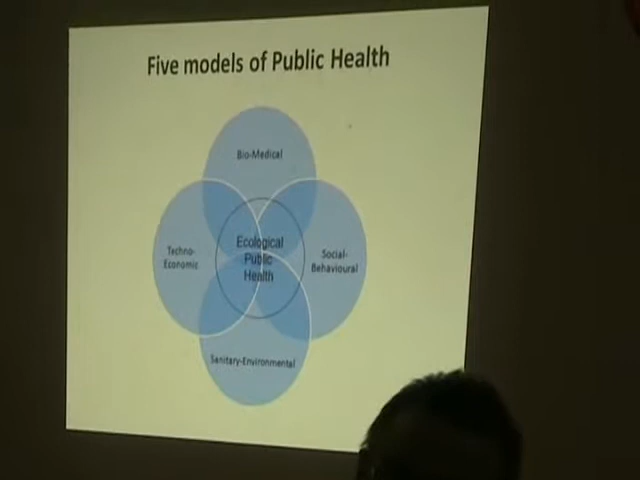 Five models of Public Health
Bio-Medical
Techno-
Economic
Ecological
Public
Health
Social-
Behavioural
Sanitary-Environmental